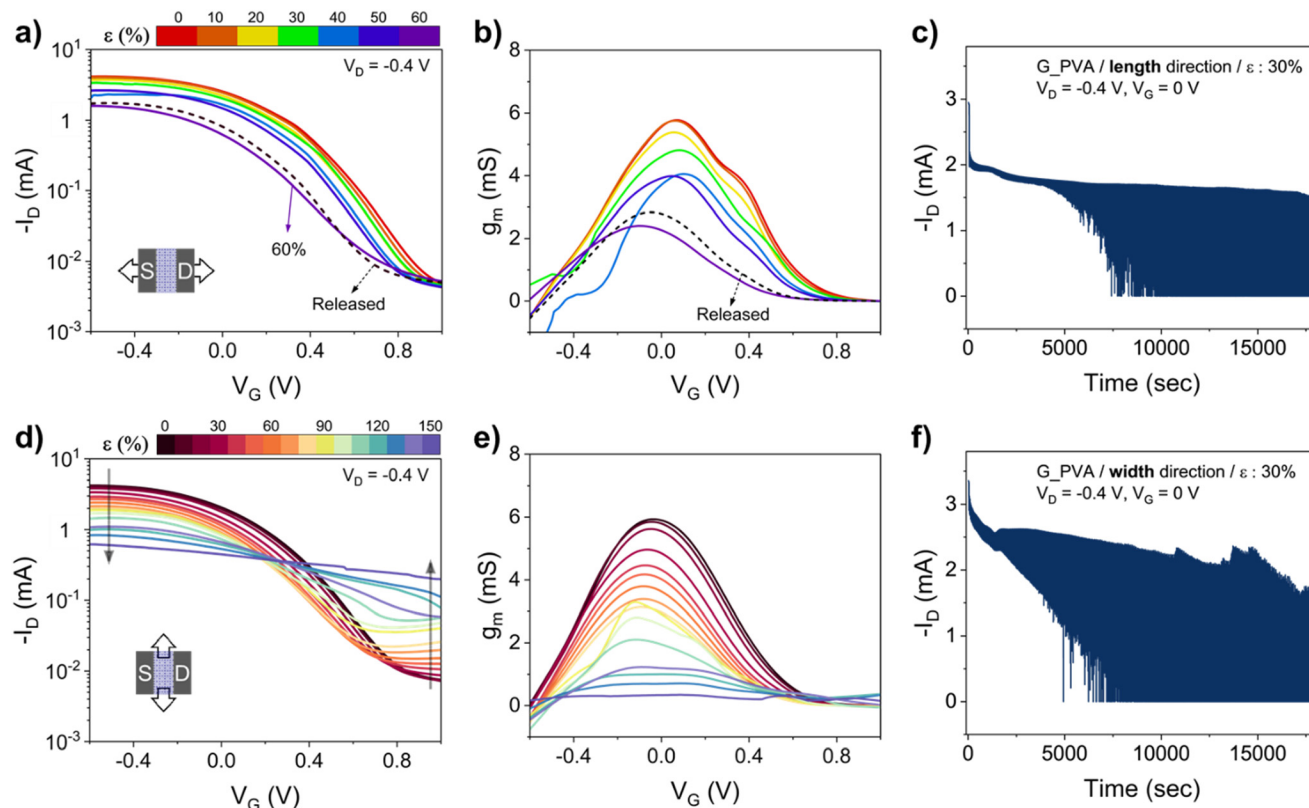 a)
ε (%)
0 10 20 30 40 50 60
V_D = -0.4 V
10^1
1
10^-1
10^-2
10^-3
-I_D (mA)
S D
60%
Released
-0.4 0.0 0.4 0.8
V_G (V)
b)
8
6
4
2
0
g_m (mS)
Released
-0.4 0.0 0.4 0.8
V_G (V)
c)
G_PVA / length direction / ε : 30%
V_D = -0.4 V, V_G = 0 V
3
2
1
0
-I_D (mA)
0 5000 10000 15000
Time (sec)
d)
ε (%)
0 30 60 90 120 150
V_D = -0.4 V
10^1
1
10^-1
10^-2
10^-3
-I_D (mA)
S D
-0.4 0.0 0.4 0.8
V_G (V)
e)
8
6
4
2
0
g_m (mS)
-0.4 0.0 0.4 0.8
V_G (V)
f)
G_PVA / width direction / ε : 30%
V_D = -0.4 V, V_G = 0 V
3
2
1
0
-I_D (mA)
0 5000 10000 15000
Time (sec)